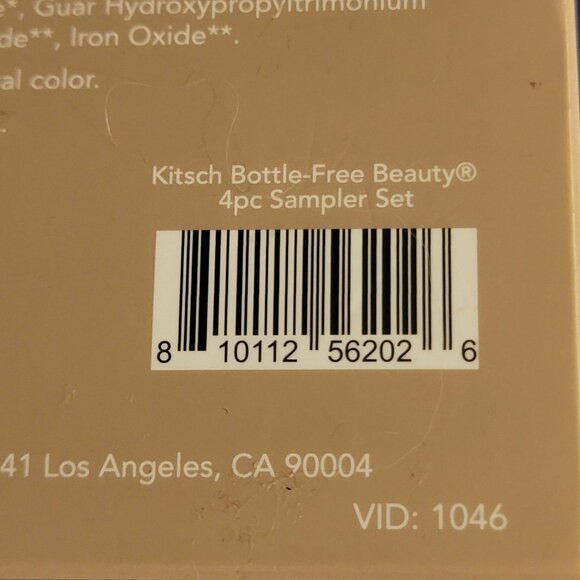 e*, Guar Hydroxypropyltrimonium
de**, Iron Oxide**.
al color.
Kitsch Bottle-Free Beauty®
4pc Sampler Set
8 10112 56202 6
41 Los Angeles, CA 90004
VID: 1046